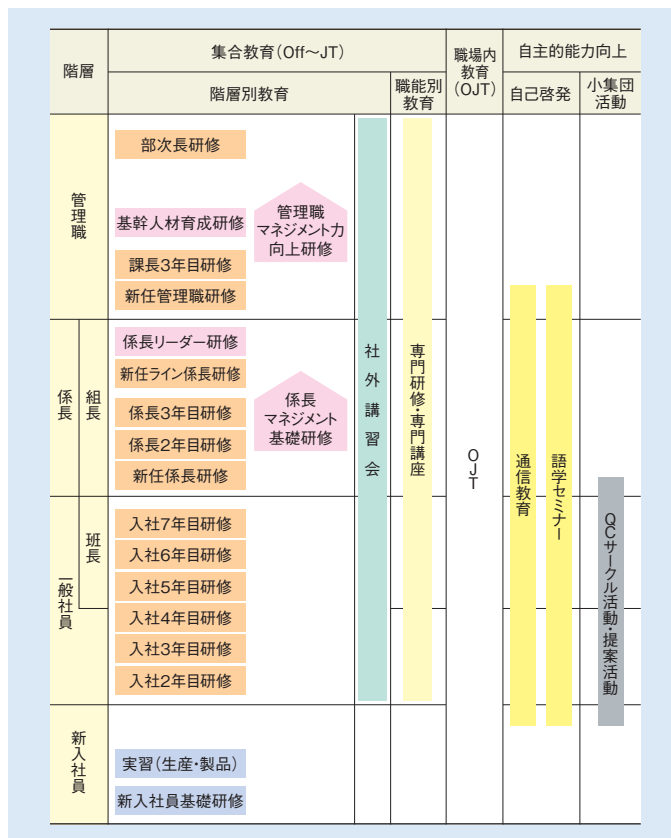 階層
集合教育（Off～JT）
職場内
教育
（OJT）
自主的能力向上
階層別教育
職能別
教育
自己啓発
小集団
活動
管理職
部次長研修
基幹人材育成研修
管理職
マネジメント力
向上研修
課長3年目研修
新任管理職研修
係長
組長
係長リーダー研修
新任ライン係長研修
係長3年目研修
係長2年目研修
新任係長研修
係長
マネジメント
基礎研修
一般社員
班長
入社7年目研修
入社6年目研修
入社5年目研修
入社4年目研修
入社3年目研修
入社2年目研修
新入社員
実習（生産・製品）
新入社員基礎研修
社外講習会
専門研修・専門講座
OJT
通信教育
語学セミナー
QCサークル活動・提案活動